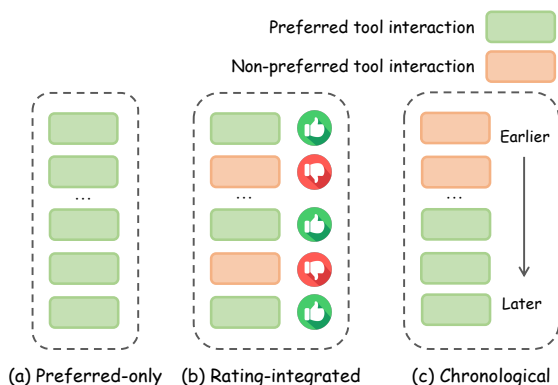 Preferred tool interaction
Non-preferred tool interaction
...
...
...
Earlier
Later
(a) Preferred-only
(b) Rating-integrated
(c) Chronological